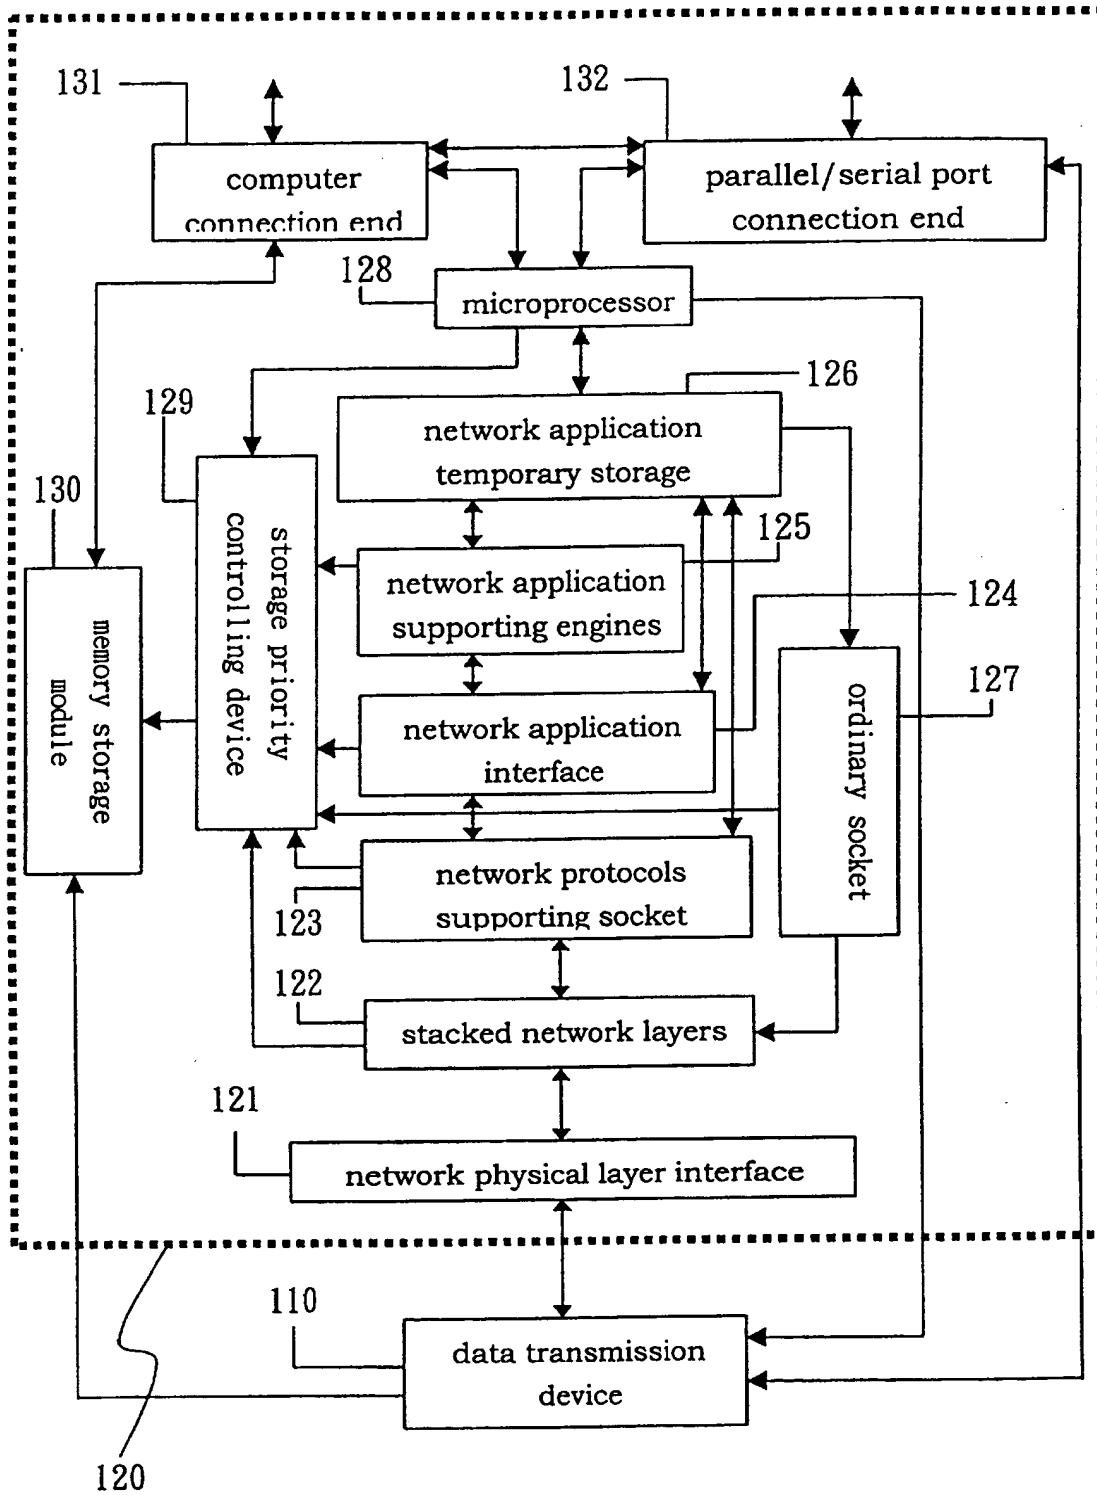 131
132
computer
connection end
parallel/serial port
connection end
128
microprocessor
126
129
network application
temporary storage
130
125
storage priority
controlling device
network application
supporting engines
124
memory storage
module
ordinary socket
127
network application
interface
network protocols
supporting socket
123
122
stacked network layers
121
network physical layer interface
110
data transmission
device
120